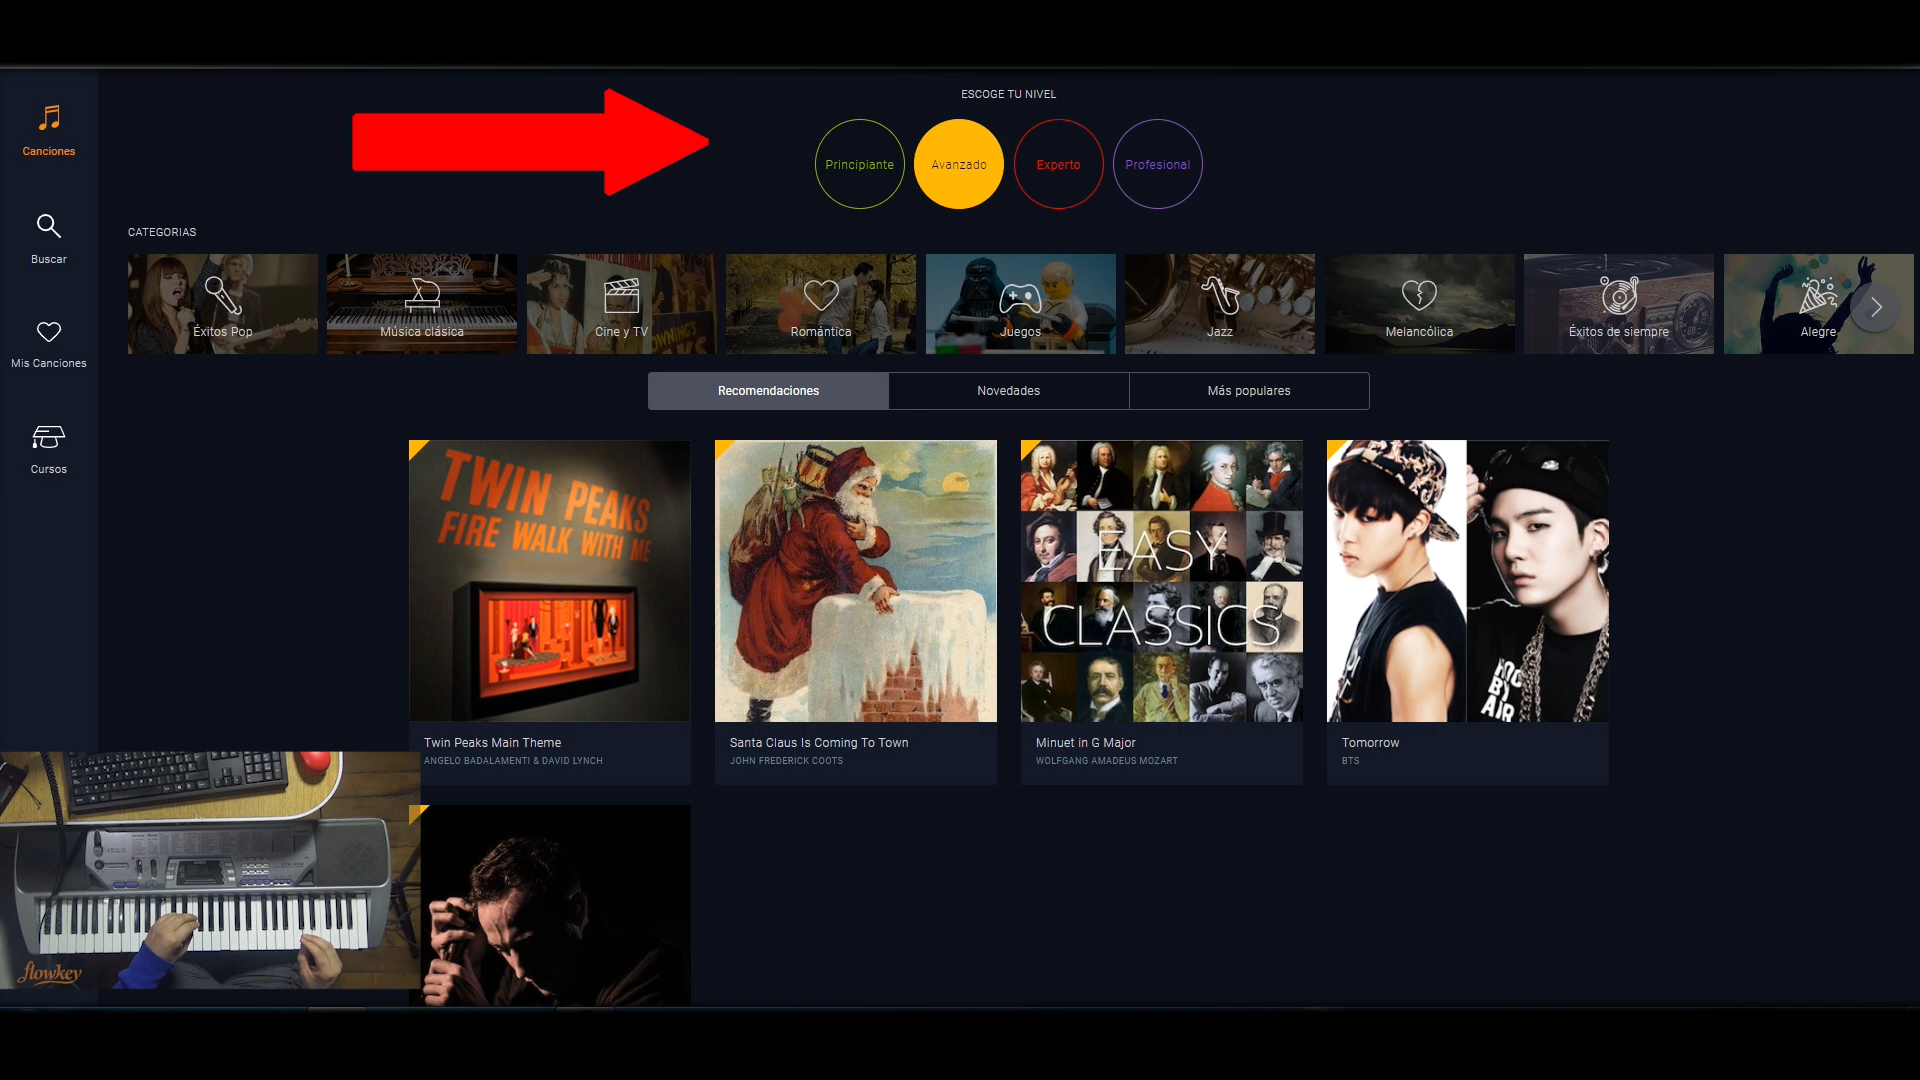 ESCOGE TU NIVEL
Principiante
Avanzado
Experto
Profesional
Canciones
Buscar
Mis Canciones
Cursos
CATEGORIAS
Éxitos Pop
Música clásica
Cine y TV
Romántica
Juegos
Jazz
Melancólica
Éxitos de siempre
Alegre
Recomendaciones
Novedades
Más populares
TWIN PEAKS
FIRE WALK WITH ME
EASY
CLASSICS
Twin Peaks Main Theme
ANGELO BADALAMENTI & DAVID LYNCH
Santa Claus Is Coming To Town
JOHN FREDERICK COOTS
Minuet in G Major
WOLFGANG AMADEUS MOZART
Tomorrow
BTS
flowkey